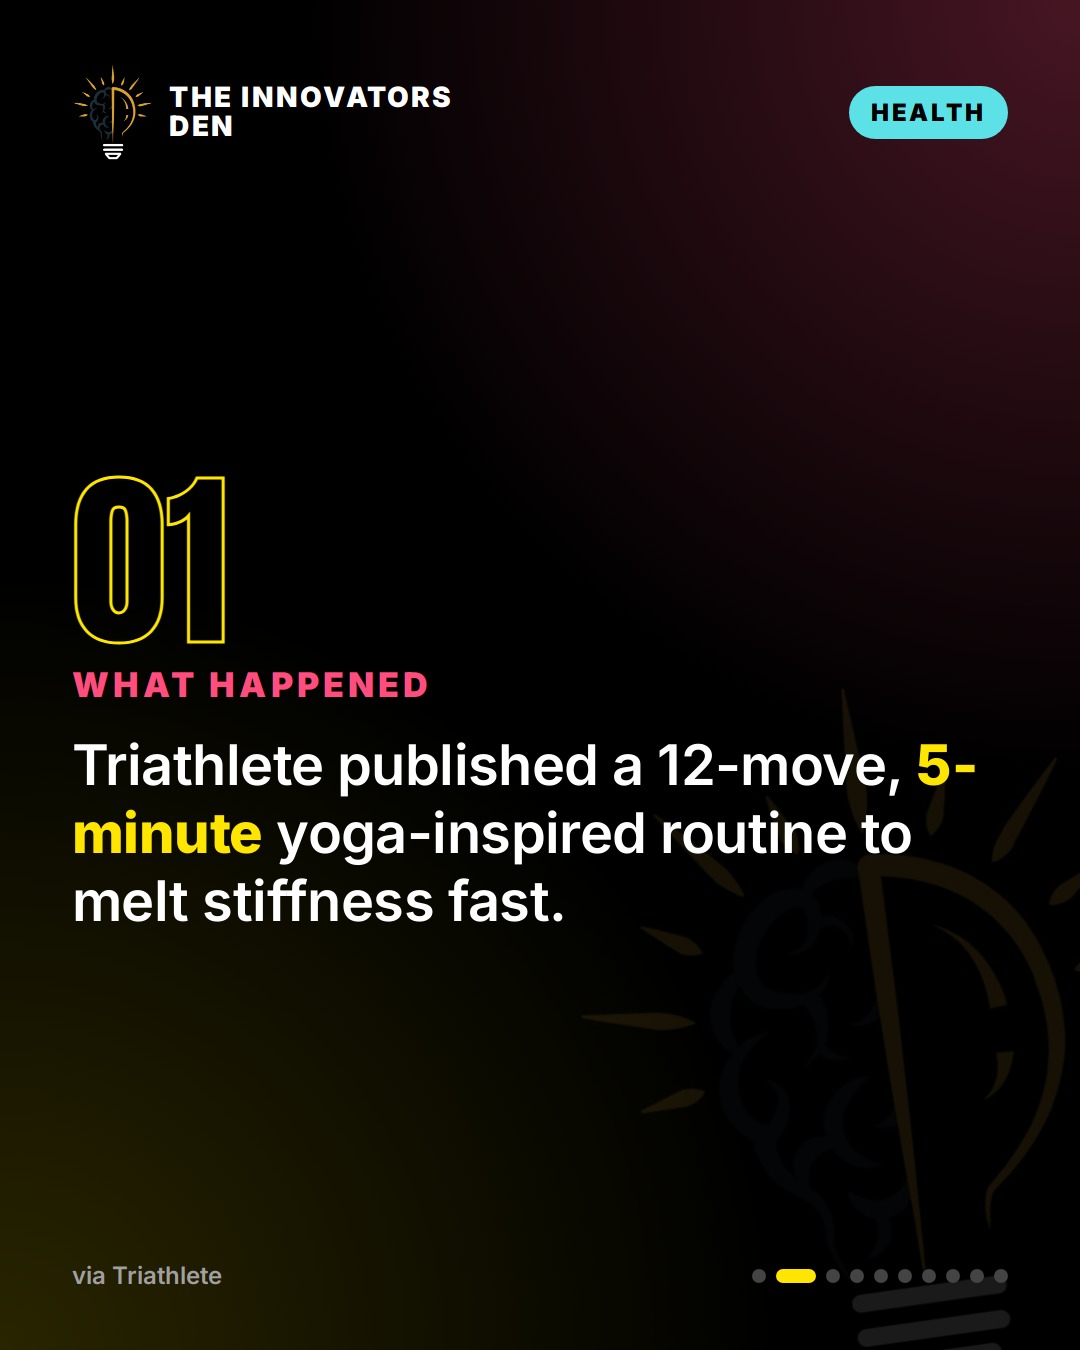 THE INNOVATORS
DEN
HEALTH
01
WHAT HAPPENED
Triathlete published a 12-move, 5-
minute yoga-inspired routine to
melt stiffness fast.
via Triathlete